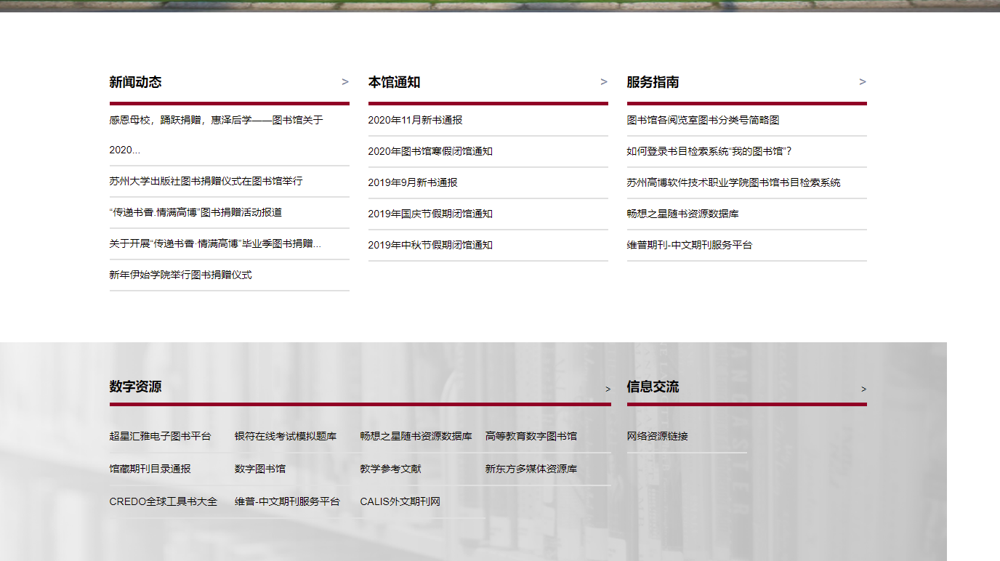 新闻动态 >
感恩母校，踊跃捐赠，惠泽后学——图书馆关于
2020...
苏州大学出版社图书捐赠仪式在图书馆举行
“传递书香.情满高博”图书捐赠活动报道
关于开展“传递书香·情满高博”毕业季图书捐赠...
新年伊始学院举行图书捐赠仪式
本馆通知 >
2020年11月新书通报
2020年图书馆寒假闭馆通知
2019年9月新书通报
2019年国庆节假期闭馆通知
2019年中秋节假期闭馆通知
服务指南 >
图书馆各阅览室图书分类号简略图
如何登录书目检索系统“我的图书馆”？
苏州高博软件技术职业学院图书馆书目检索系统
畅想之星随书资源数据库
维普期刊-中文期刊服务平台
数字资源 >
超星汇雅电子图书平台 银符在线考试模拟题库 畅想之星随书资源数据库 高等教育数字图书馆
馆藏期刊目录通报 数字图书馆 教学参考文献 新东方多媒体资源库
CREDO全球工具书大全 维普-中文期刊服务平台 CALIS外文期刊网
信息交流 >
网络资源链接